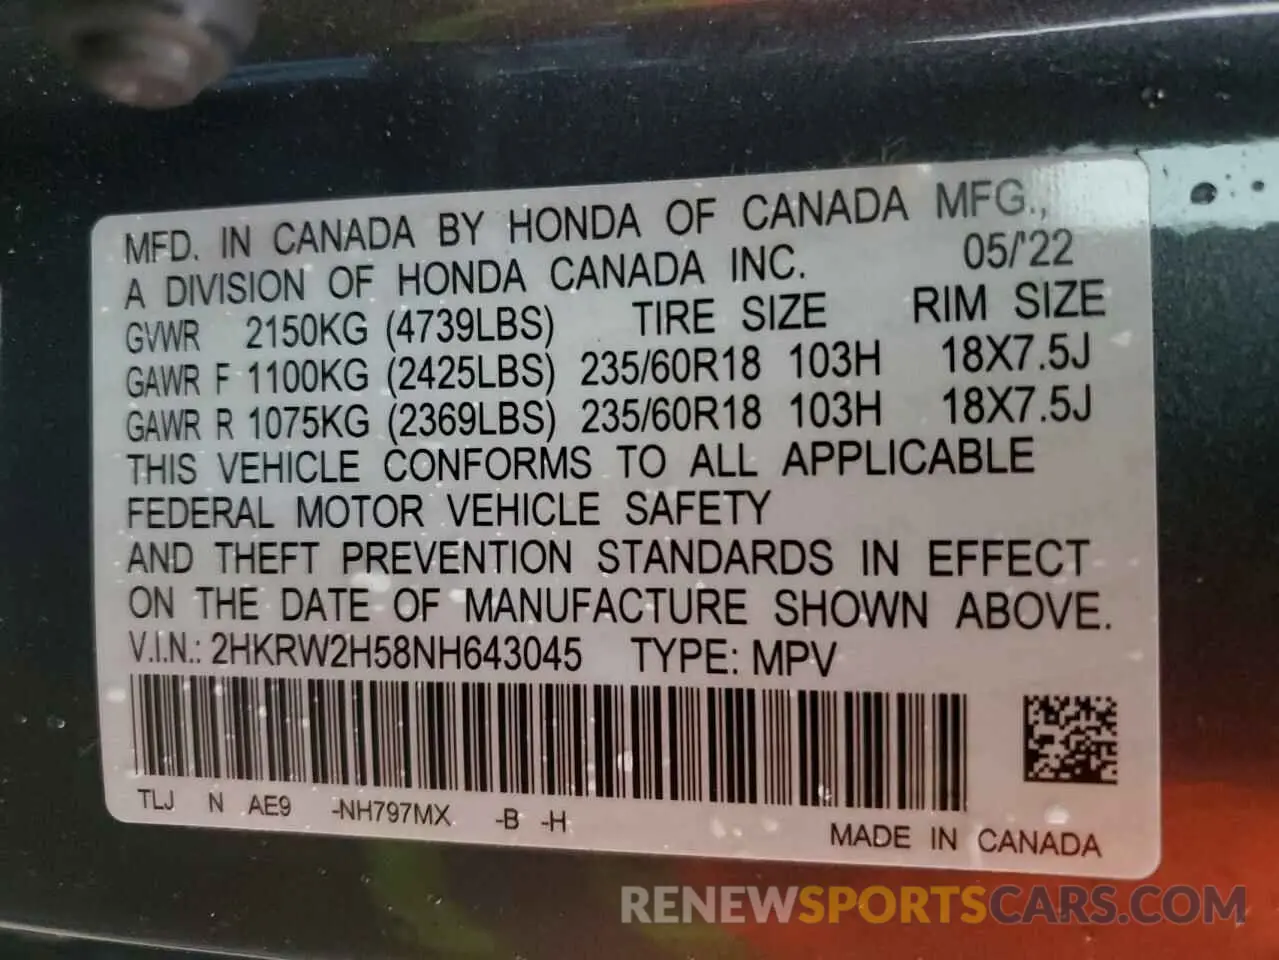 MFD. IN CANADA BY HONDA OF CANADA MFG.,
A DIVISION OF HONDA CANADA INC. 05/'22
GVWR 2150KG (4739LBS) TIRE SIZE RIM SIZE
GAWR F 1100KG (2425LBS) 235/60R18 103H 18X7.5J
GAWR R 1075KG (2369LBS) 235/60R18 103H 18X7.5J
THIS VEHICLE CONFORMS TO ALL APPLICABLE
FEDERAL MOTOR VEHICLE SAFETY
AND THEFT PREVENTION STANDARDS IN EFFECT
ON THE DATE OF MANUFACTURE SHOWN ABOVE.
V.I.N.: 2HKRW2H58NH643045 TYPE: MPV
TLJ N AE9 -NH797MX -B -H
MADE IN CANADA
RENEWSPORTSCARS.COM